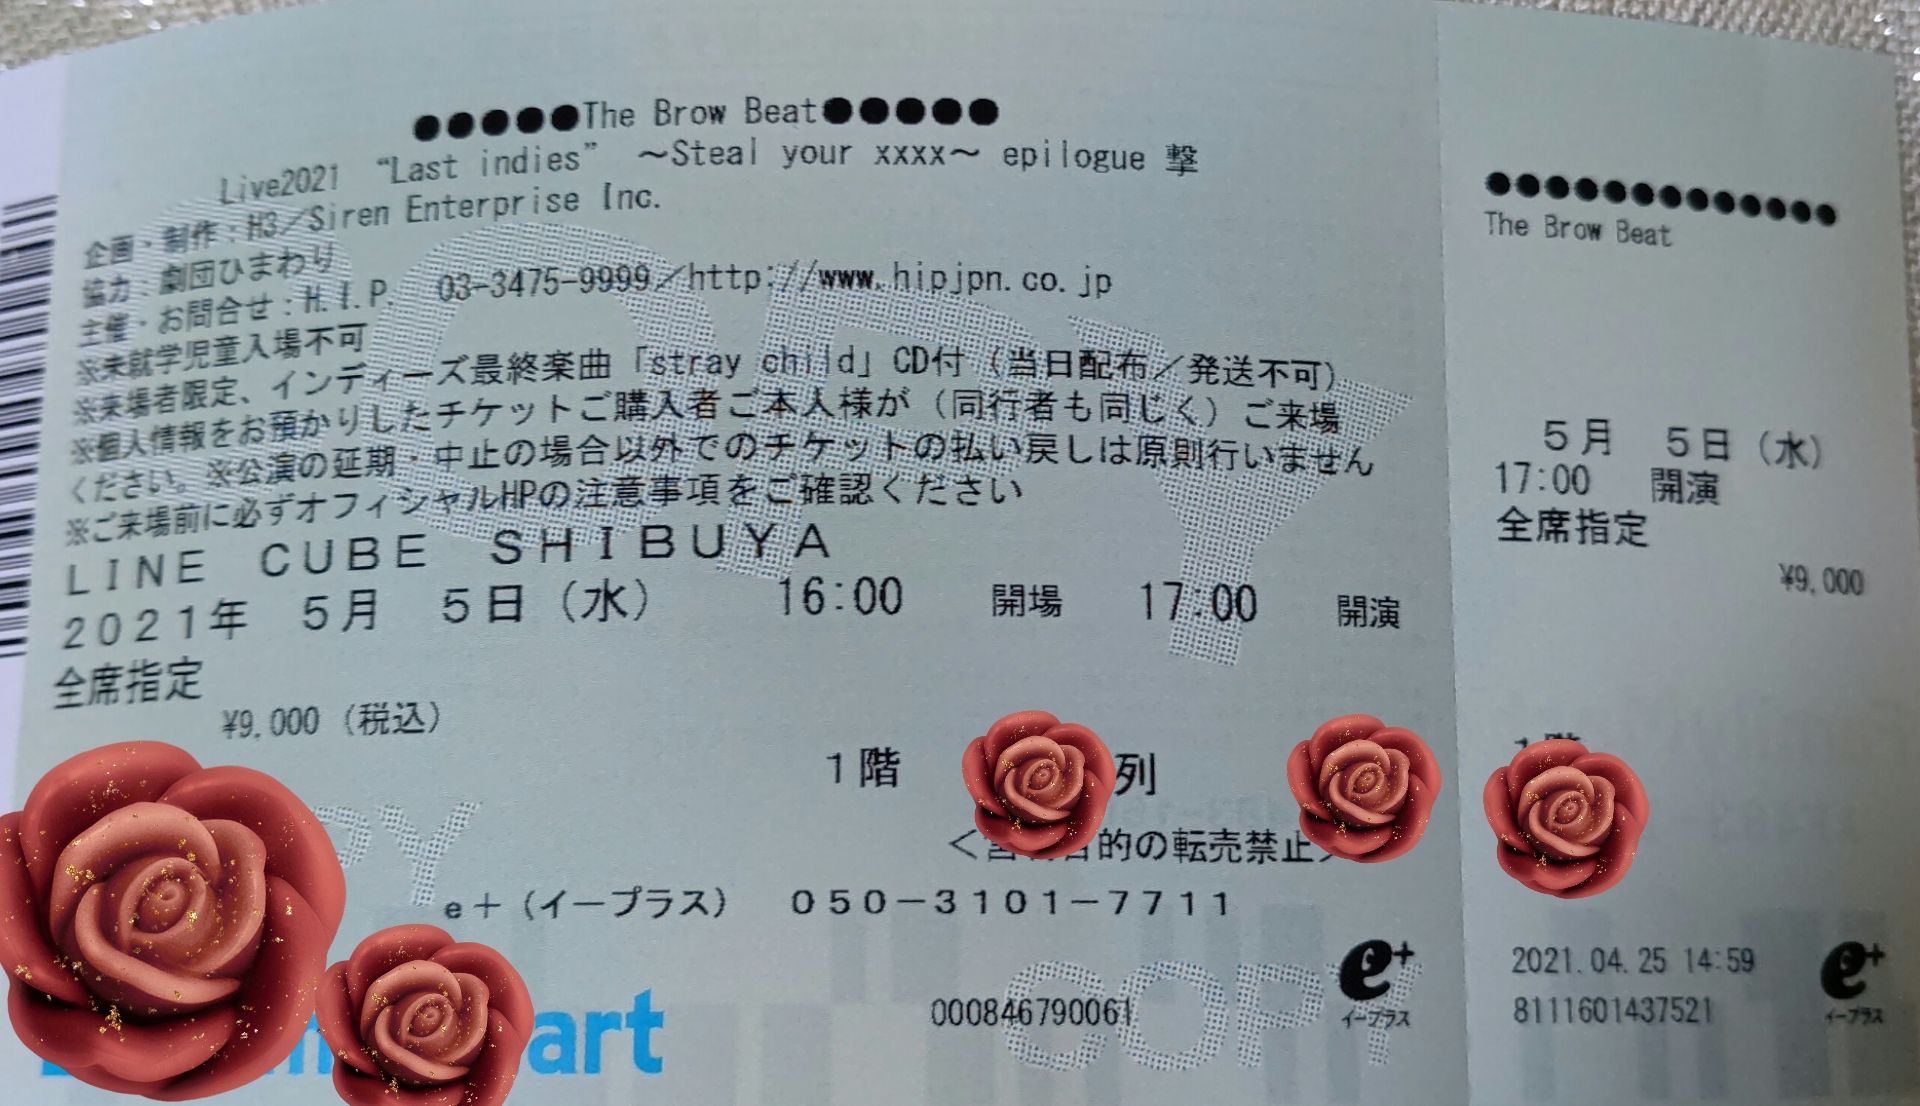 ●●●●●The Brow Beat●●●●●
Live2021 “Last indies” ～Steal your xxxx～ epilogue 撃
企画・制作：H3／Siren Enterprise Inc.
協力：劇団ひまわり
主催・お問合せ：H.I.P. 03-3475-9999／http://www.hipjpn.co.jp
※未就学児童入場不可
※来場者限定、インディーズ最終楽曲「stray child」CD付（当日配布／発送不可）
※個人情報をお預かりしたチケットご購入者ご本人様が（同行者も同じく）ご来場
ください。※公演の延期・中止の場合以外でのチケットの払い戻しは原則行いません
※ご来場前に必ずオフィシャルHPの注意事項をご確認ください
LINE CUBE SHIBUYA
2021年 5月 5日（水） 16:00 開場 17:00 開演
全席指定
¥9,000（税込）
1階 列
的の転売禁止＞
e＋（イープラス） 050－3101－7711
art
000846790061
e+
イープラス
COPY
PY
COPY
●●●●●●●●●●●●
The Brow Beat
5月 5日（水）
17:00 開演
全席指定
¥9,000
1階
2021.04.25 14:59
8111601437521
e+
イープラス